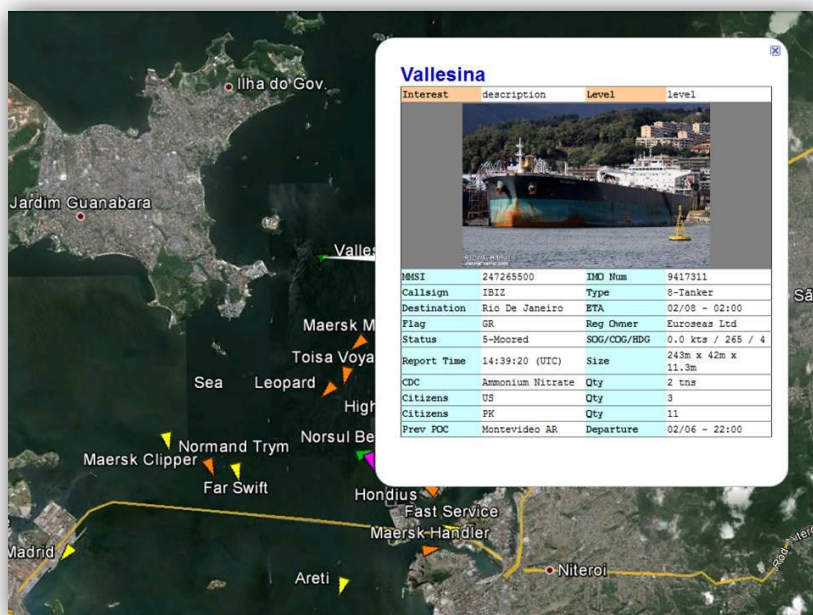 Ilha do Gov.
Jardim Guanabara
Valles
Maersk M
Toisa Voya
Leopard
Sea
High
Norsul Be
Normand Trym
Maersk Clipper
Far Swift
Hondius
Fast Service
Maersk Handler
Madrid
Areti
Niteroi
Sã
Vallesina
Interest description Level level
MMSI 247265500 IMO Num 9417311
Callsign IBIZ Type 8-Tanker
Destination Rio De Janeiro ETA 02/08 - 02:00
Flag GR Reg Owner Euroseas Ltd
Status 5-Moored SOG/COG/HDG 0.0 kts / 265 / 4
Report Time 14:39:20 (UTC) Size 243m x 42m x
11.3m
CDC Ammonium Nitrate Qty 2 tns
Citizens US Qty 3
Citizens PK Qty 11
Prev POC Montevideo AR Departure 02/06 - 22:00